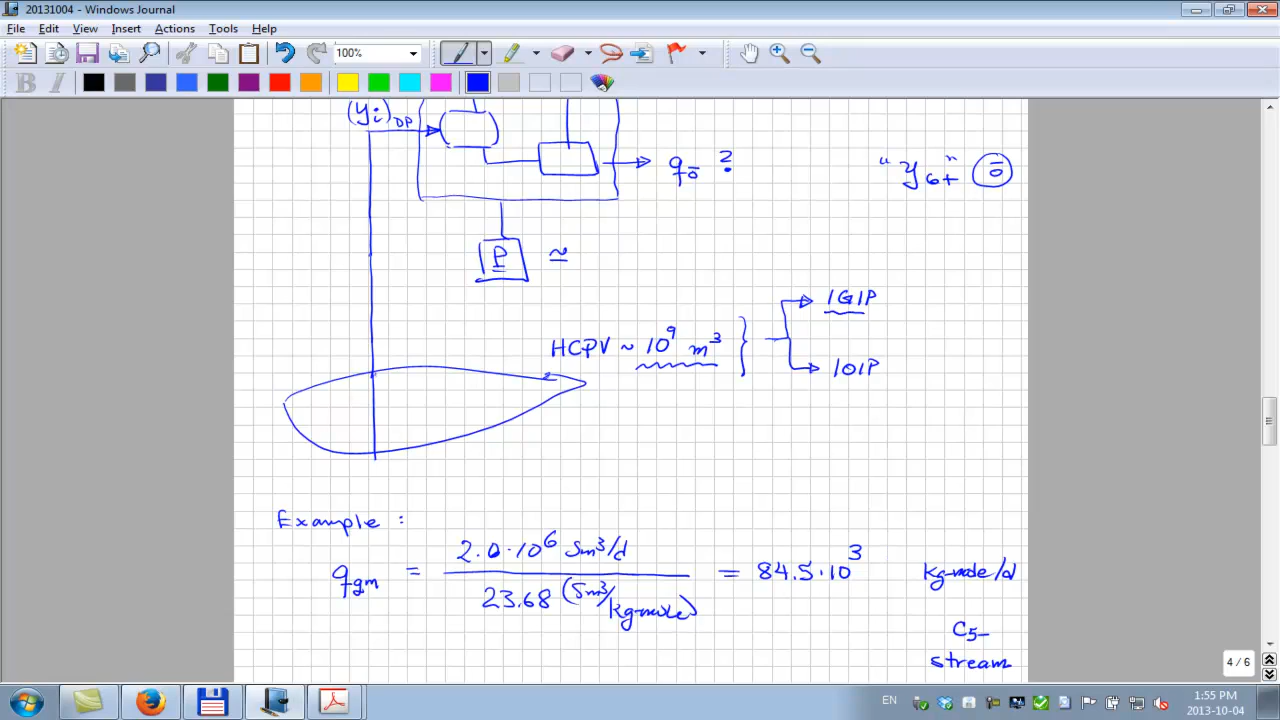 20131004 - Windows Journal
File Edit View Insert Actions Tools Help
100%
B I
(yi)DP
qō ?
"y6+" ō
P ≃
HCPV ~ 10⁹ m³ }
IGIP
IOIP
Example :
qgm = 2.0·10⁶ Sm³/d / 23.68 (Sm³/kg-mole) = 84.5·10³ kg-mole/d
C5-
stream
4 / 6
EN
1:55 PM
2013-10-04